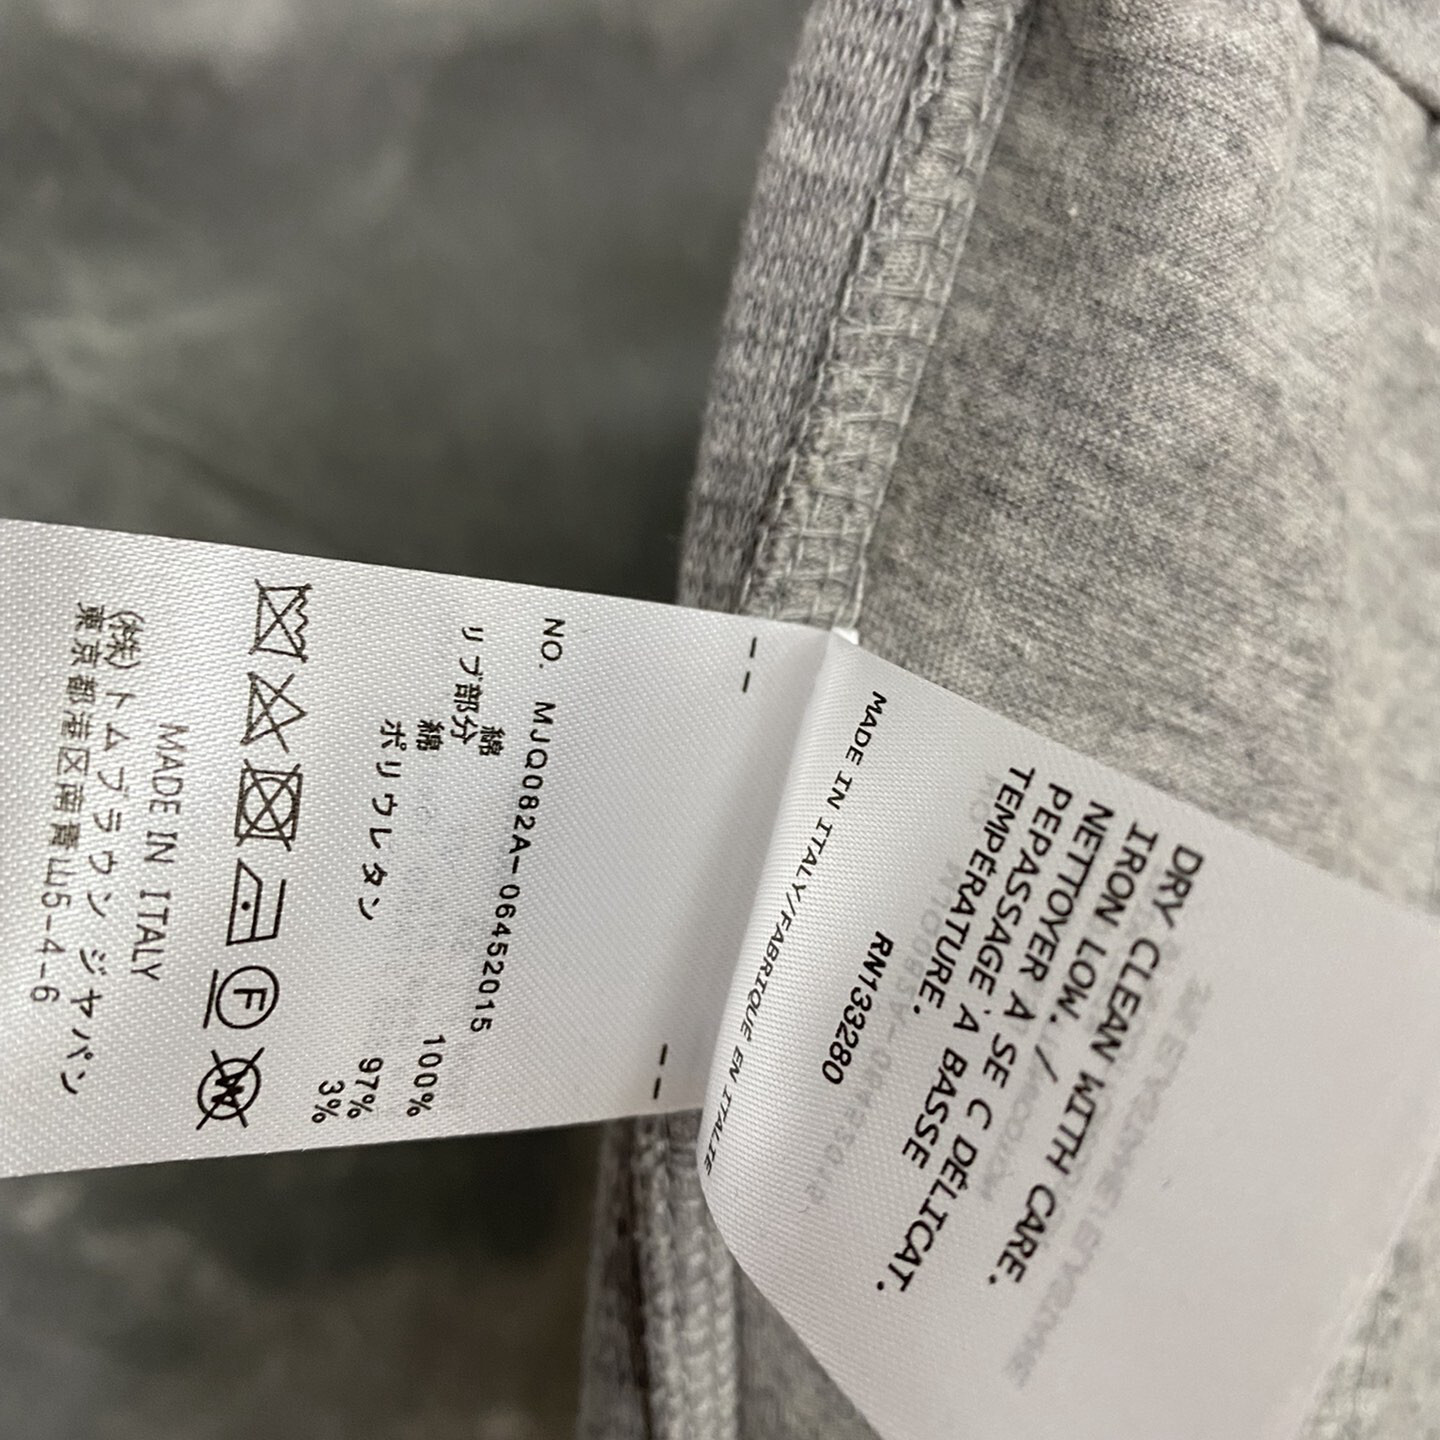 NO. MJQ082A-06452015
綿 100%
リブ部分
綿 97%
ポリウレタン 3%
F
W
MADE IN ITALY
(株)トムブラウン ジャパン
東京都港区南青山5-4-6
DRY CLEAN WITH CARE.
IRON LOW. /
NETTOYER A SE C DÉLICAT.
PEPASSAGE À BASSE
TEMPÉRATURE.
RN133280
MADE IN ITALY/FABRIQUÉ EN ITALIE